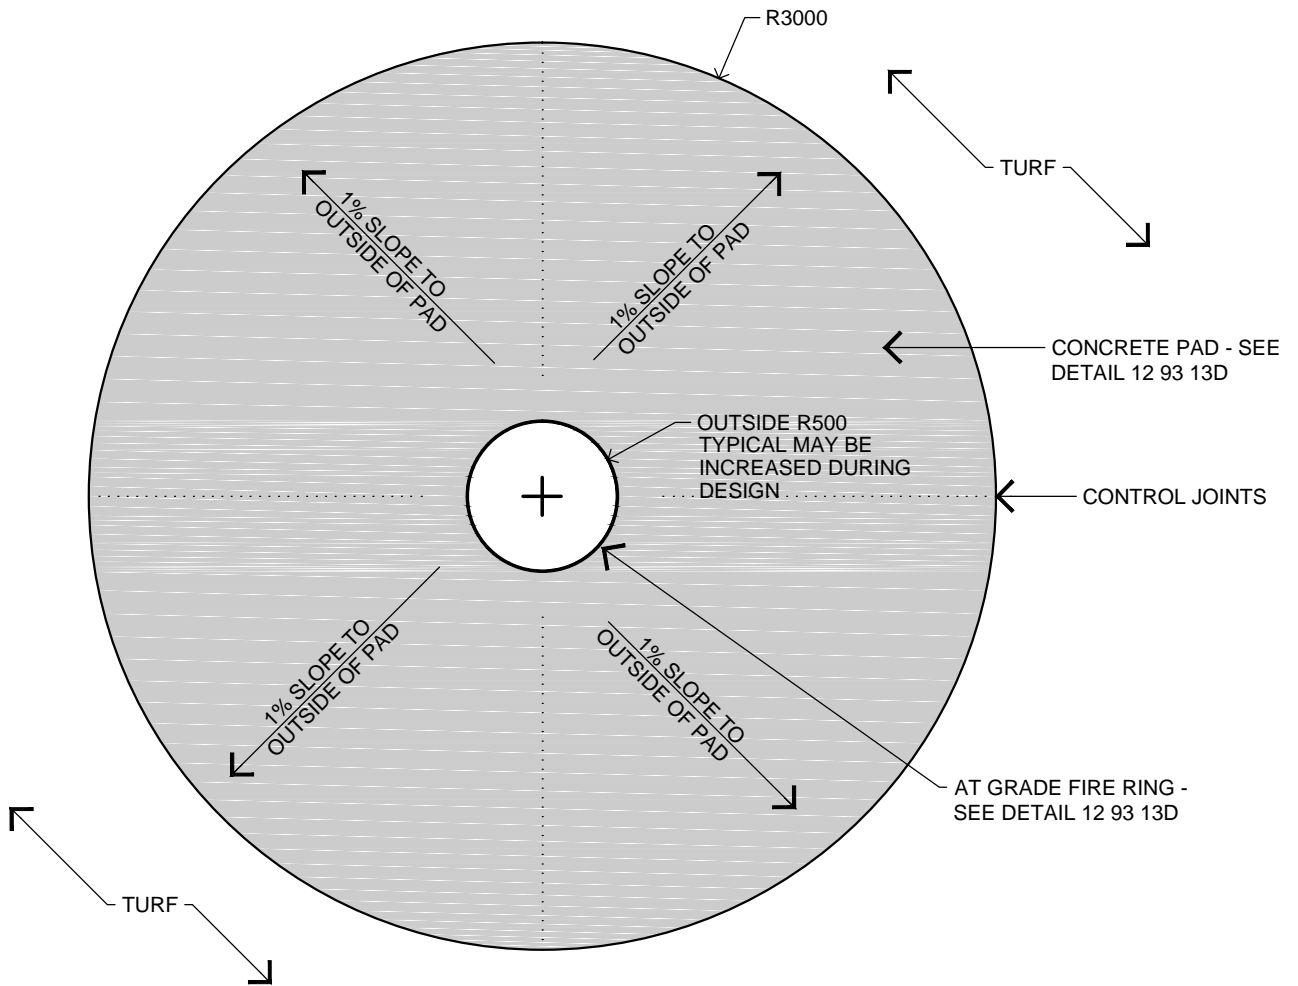 R3000
TURF
1% SLOPE TO
OUTSIDE OF PAD
1% SLOPE TO
OUTSIDE OF PAD
CONCRETE PAD - SEE
DETAIL 12 93 13D
OUTSIDE R500
TYPICAL MAY BE
INCREASED DURING
DESIGN
CONTROL JOINTS
1% SLOPE TO
OUTSIDE OF PAD
1% SLOPE TO
OUTSIDE OF PAD
AT GRADE FIRE RING -
SEE DETAIL 12 93 13D
TURF